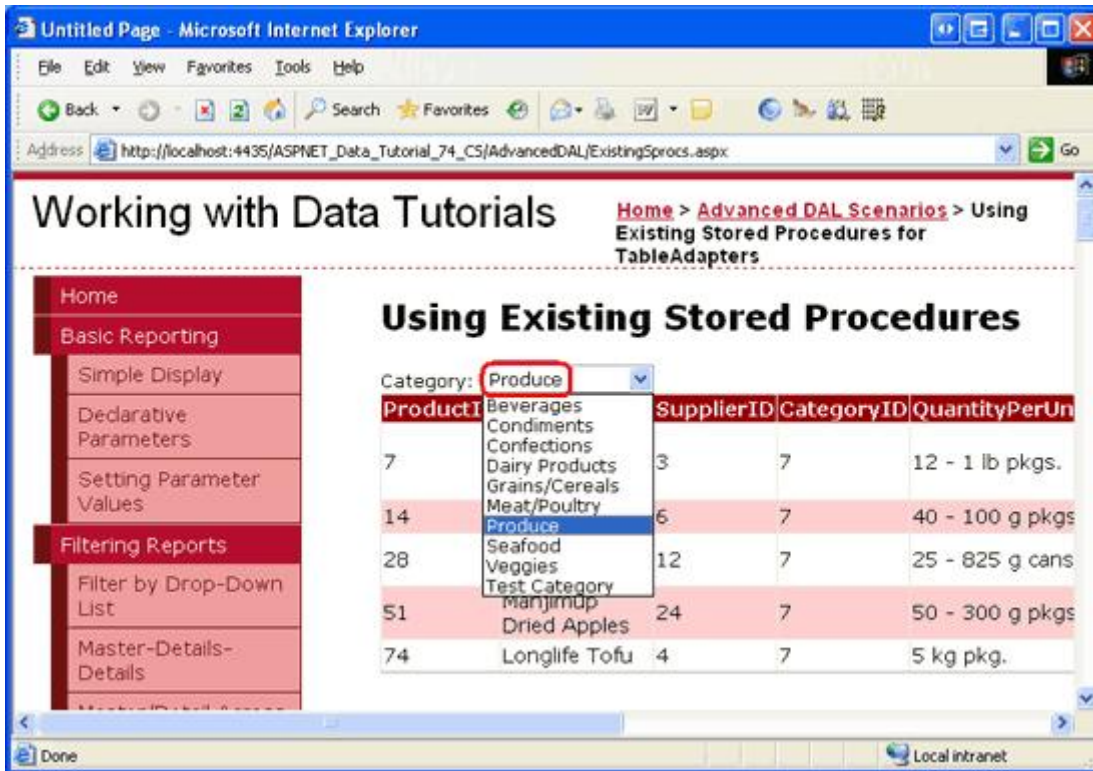 Untitled Page - Microsoft Internet Explorer
File Edit View Favorites Tools Help
Back Search Favorites
Address http://localhost:4435/ASPNET_Data_Tutorial_74_CS/AdvancedDAL/ExistingSprocs.aspx Go
Working with Data Tutorials
Home > Advanced DAL Scenarios > Using
Existing Stored Procedures for
TableAdapters
Home
Basic Reporting
Simple Display
Declarative
Parameters
Setting Parameter
Values
Filtering Reports
Filter by Drop-Down
List
Master-Details-
Details
Using Existing Stored Procedures
Category: Produce
Beverages
Condiments
Confections
Dairy Products
Grains/Cereals
Meat/Poultry
Produce
Seafood
Veggies
Test Category
ProductI SupplierID CategoryID QuantityPerUn
7 3 7 12 - 1 lb pkgs.
14 6 7 40 - 100 g pkgs
28 12 7 25 - 825 g cans
51 Manjimup
Dried Apples 24 7 50 - 300 g pkgs
74 Longlife Tofu 4 7 5 kg pkg.
Done Local intranet